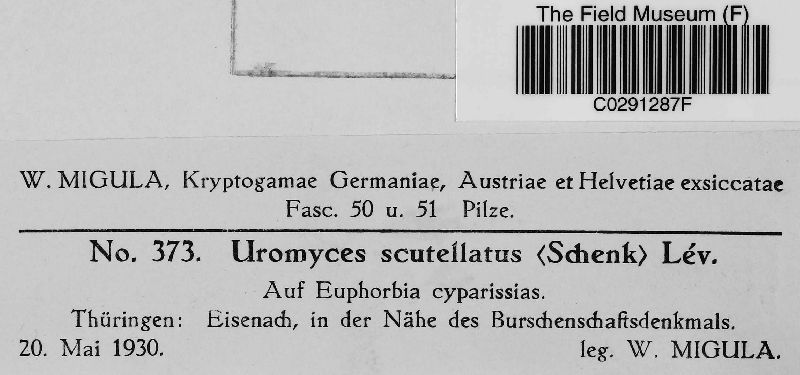 The Field Museum (F)
C0291287F
W. MIGULA, Kryptogamae Germaniae, Austriae et Helvetiae exsiccatae
Fasc. 50 u. 51 Pilze.
No. 373. Uromyces scutellatus ⟨Schenk⟩ Lév.
Auf Euphorbia cyparissias.
Thüringen: Eisenach, in der Nähe des Burschenschaftsdenkmals.
20. Mai 1930. leg. W. MIGULA.